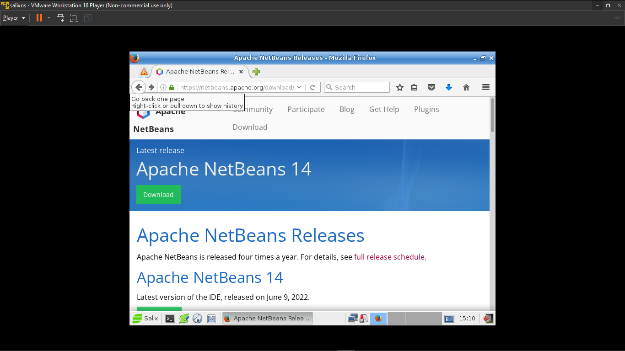 salixos - VMware Workstation 16 Player (Non-commercial use only)
Player
Apache NetBeans Releases - Mozilla Firefox
Apache NetBeans Rel...
https://netbeans.apache.org/download/
Search
Go back one page
Right-click or pull down to show history
Apache
NetBeans
Community Participate Blog Get Help Plugins
Download
Latest release
Apache NetBeans 14
Download
Apache NetBeans Releases
Apache NetBeans is released four times a year. For details, see full release schedule.
Apache NetBeans 14
Latest version of the IDE, released on June 9, 2022.
Salix
Apache NetBeans Relea...
15:10